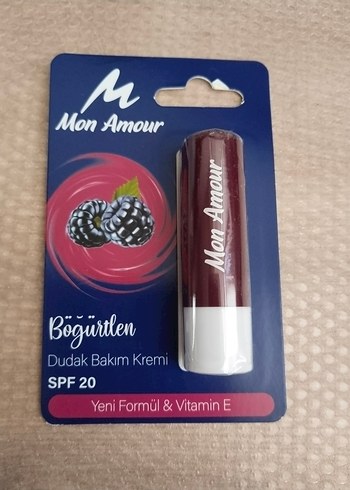 Mon Amour
Mon Amour
Böğürtlen
Dudak Bakım Kremi
SPF 20
Yeni Formül & Vitamin E